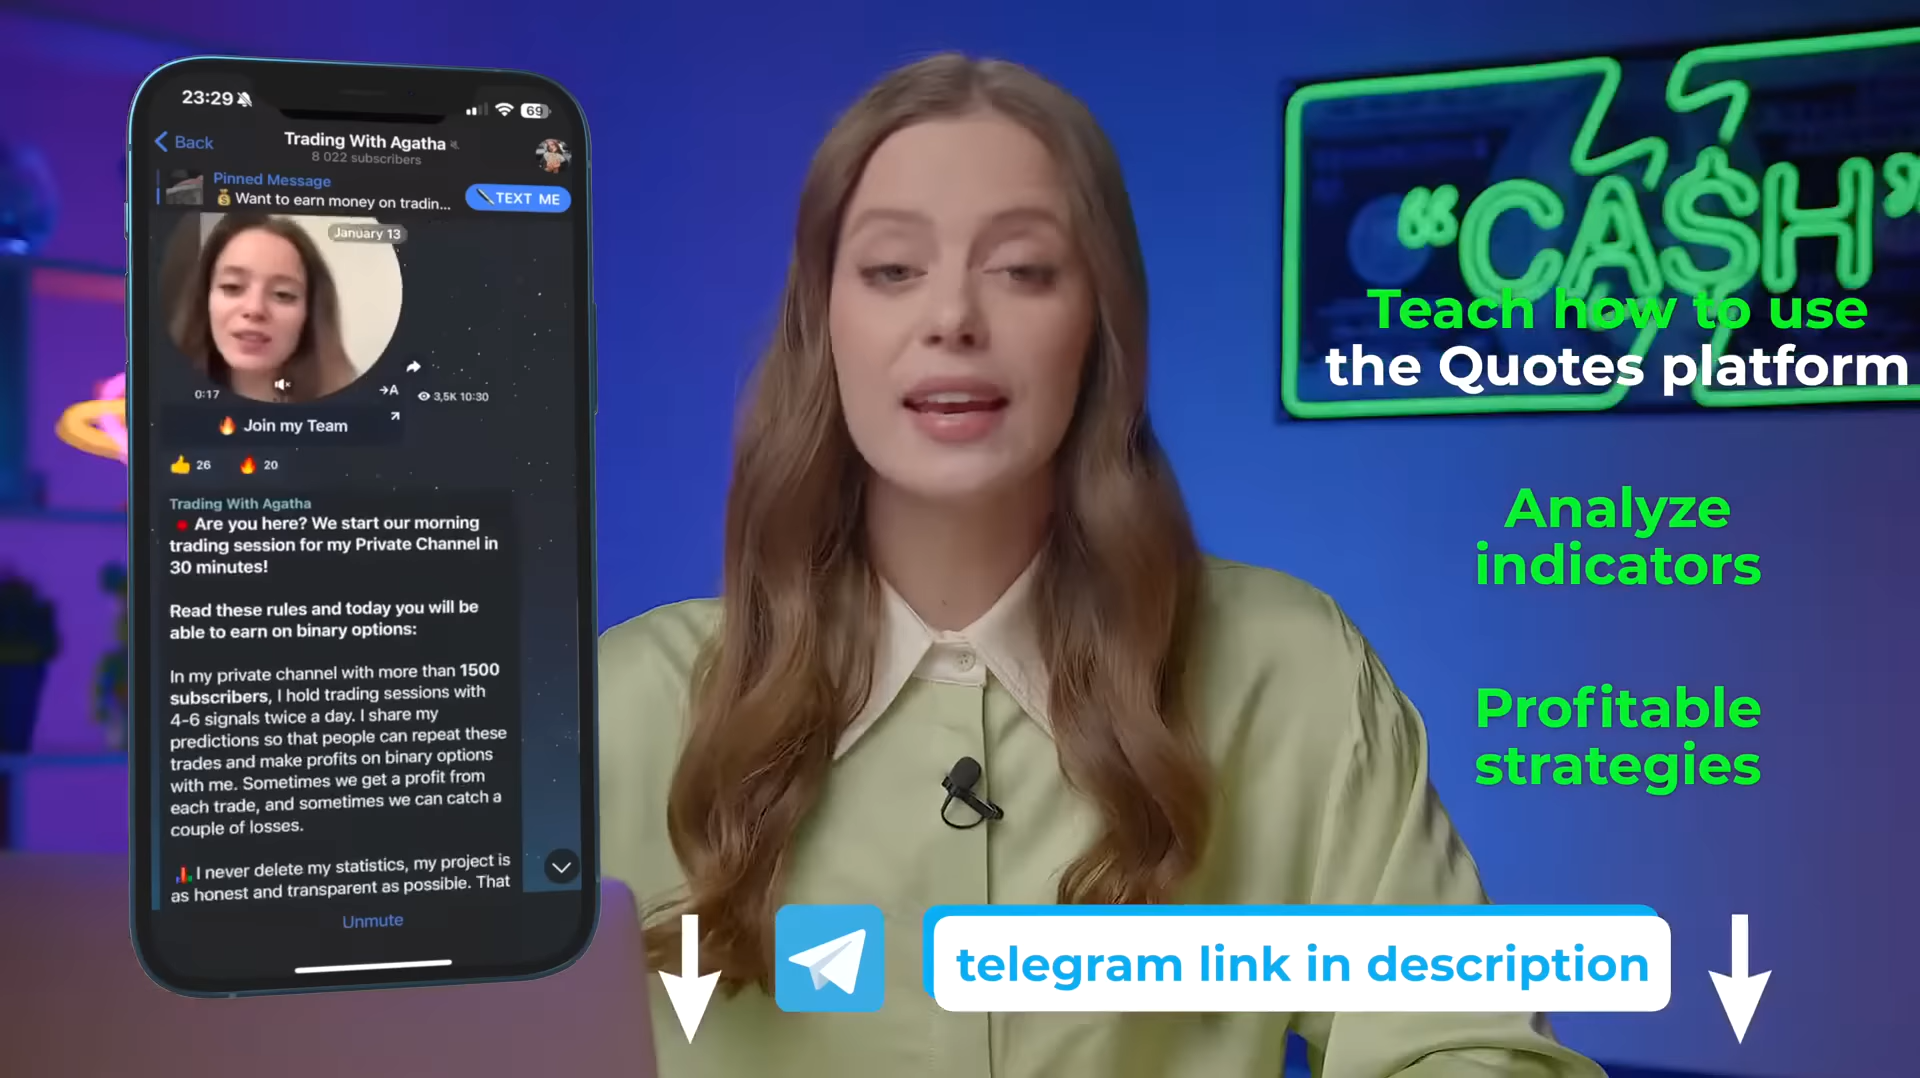 23:29
69
Back
Trading With Agatha
8 022 subscribers
Pinned Message
Want to earn money on tradin...
TEXT ME
January 13
0:17
→A
3,5K 10:30
Join my Team
26
20
Trading With Agatha
Are you here? We start our morning
trading session for my Private Channel in
30 minutes!
Read these rules and today you will be
able to earn on binary options:
In my private channel with more than 1500
subscribers, I hold trading sessions with
4-6 signals twice a day. I share my
predictions so that people can repeat these
trades and make profits on binary options
with me. Sometimes we get a profit from
each trade, and sometimes we can catch a
couple of losses.
I never delete my statistics, my project is
as honest and transparent as possible. That
Unmute
“CA$H”
Teach how to use
the Quotes platform
Analyze
indicators
Profitable
strategies
telegram link in description